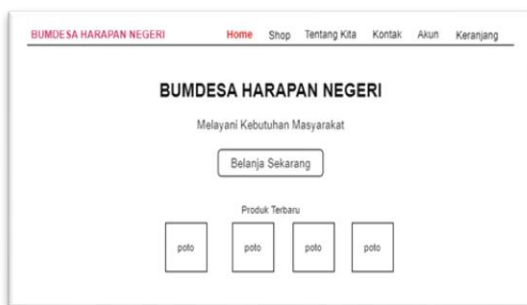 BUMDESA HARAPAN NEGERI Home Shop Tentang Kita Kontak Akun Keranjang
BUMDESA HARAPAN NEGERI
Melayani Kebutuhan Masyarakat
Belanja Sekarang
Produk Terbaru
poto poto poto poto